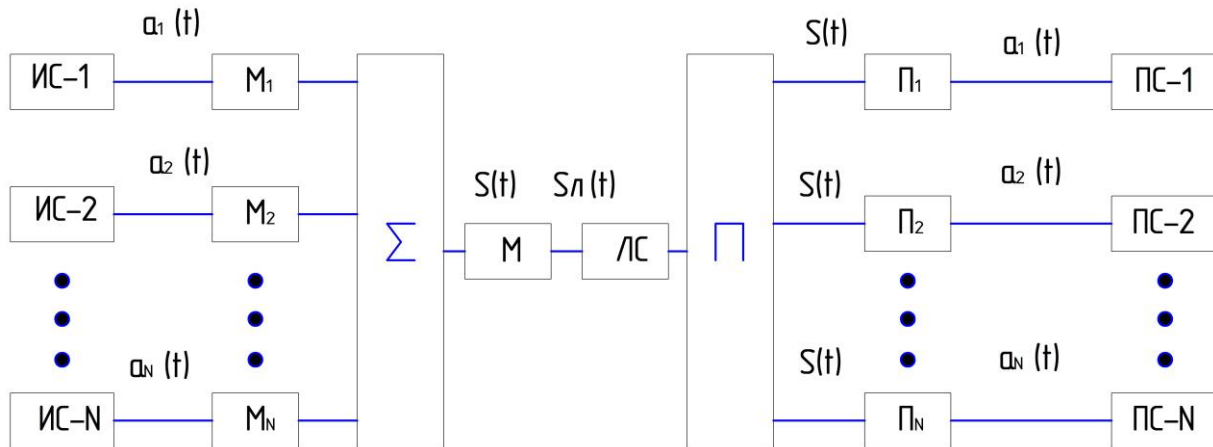 a₁ (t) S(t) a₁ (t)
ИС-1 M₁ П₁ ПС-1
a₂ (t) S(t) a₂ (t)
S(t) Sл (t)
ИС-2 M₂ П₂ ПС-2
Σ M ЛС П
aN (t) S(t) aN (t)
ИС-N MN ПN ПС-N